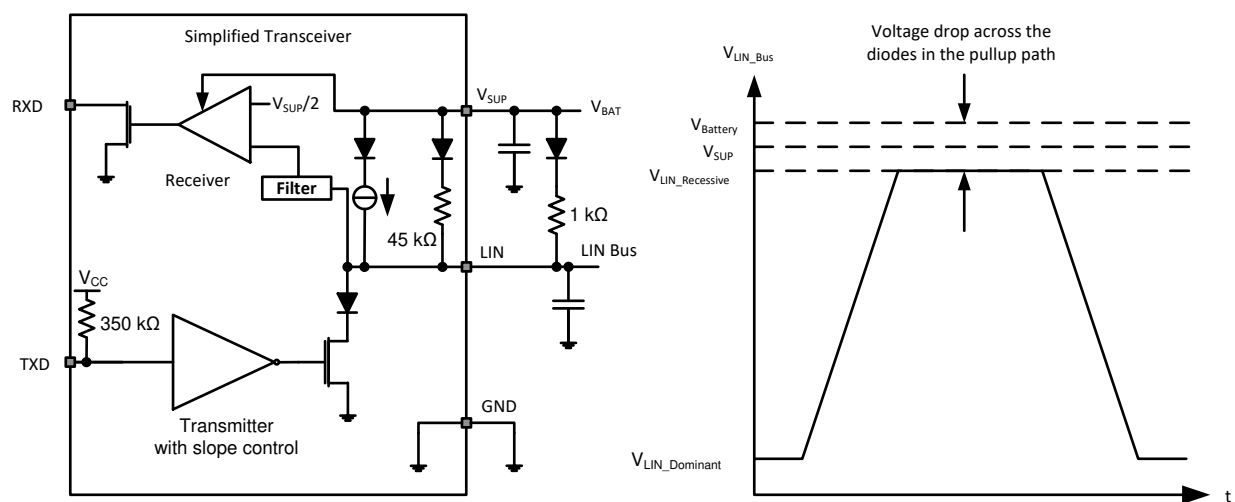 Simplified Transceiver
RXD
V_SUP/2
V_SUP
V_BAT
Receiver
Filter
45 kΩ
1 kΩ
LIN
LIN Bus
V_CC
350 kΩ
TXD
GND
Transmitter
with slope control
Voltage drop across the
diodes in the pullup path
V_LIN_Bus
V_Battery
V_SUP
V_LIN_Recessive
V_LIN_Dominant
t